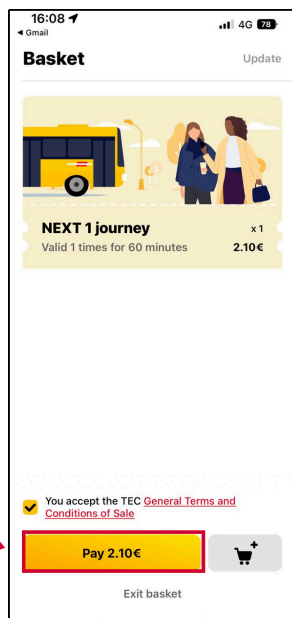 16:08 4G 78
Gmail
Basket Update
NEXT 1 journey x 1
Valid 1 times for 60 minutes 2.10€
You accept the TEC General Terms and
Conditions of Sale
Pay 2.10€
Exit basket